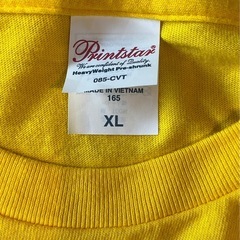 Printstar
We are confident of Quality.
HeavyWeight Pre-shrunk
085-CVT
MADE IN VIETNAM
165
XL